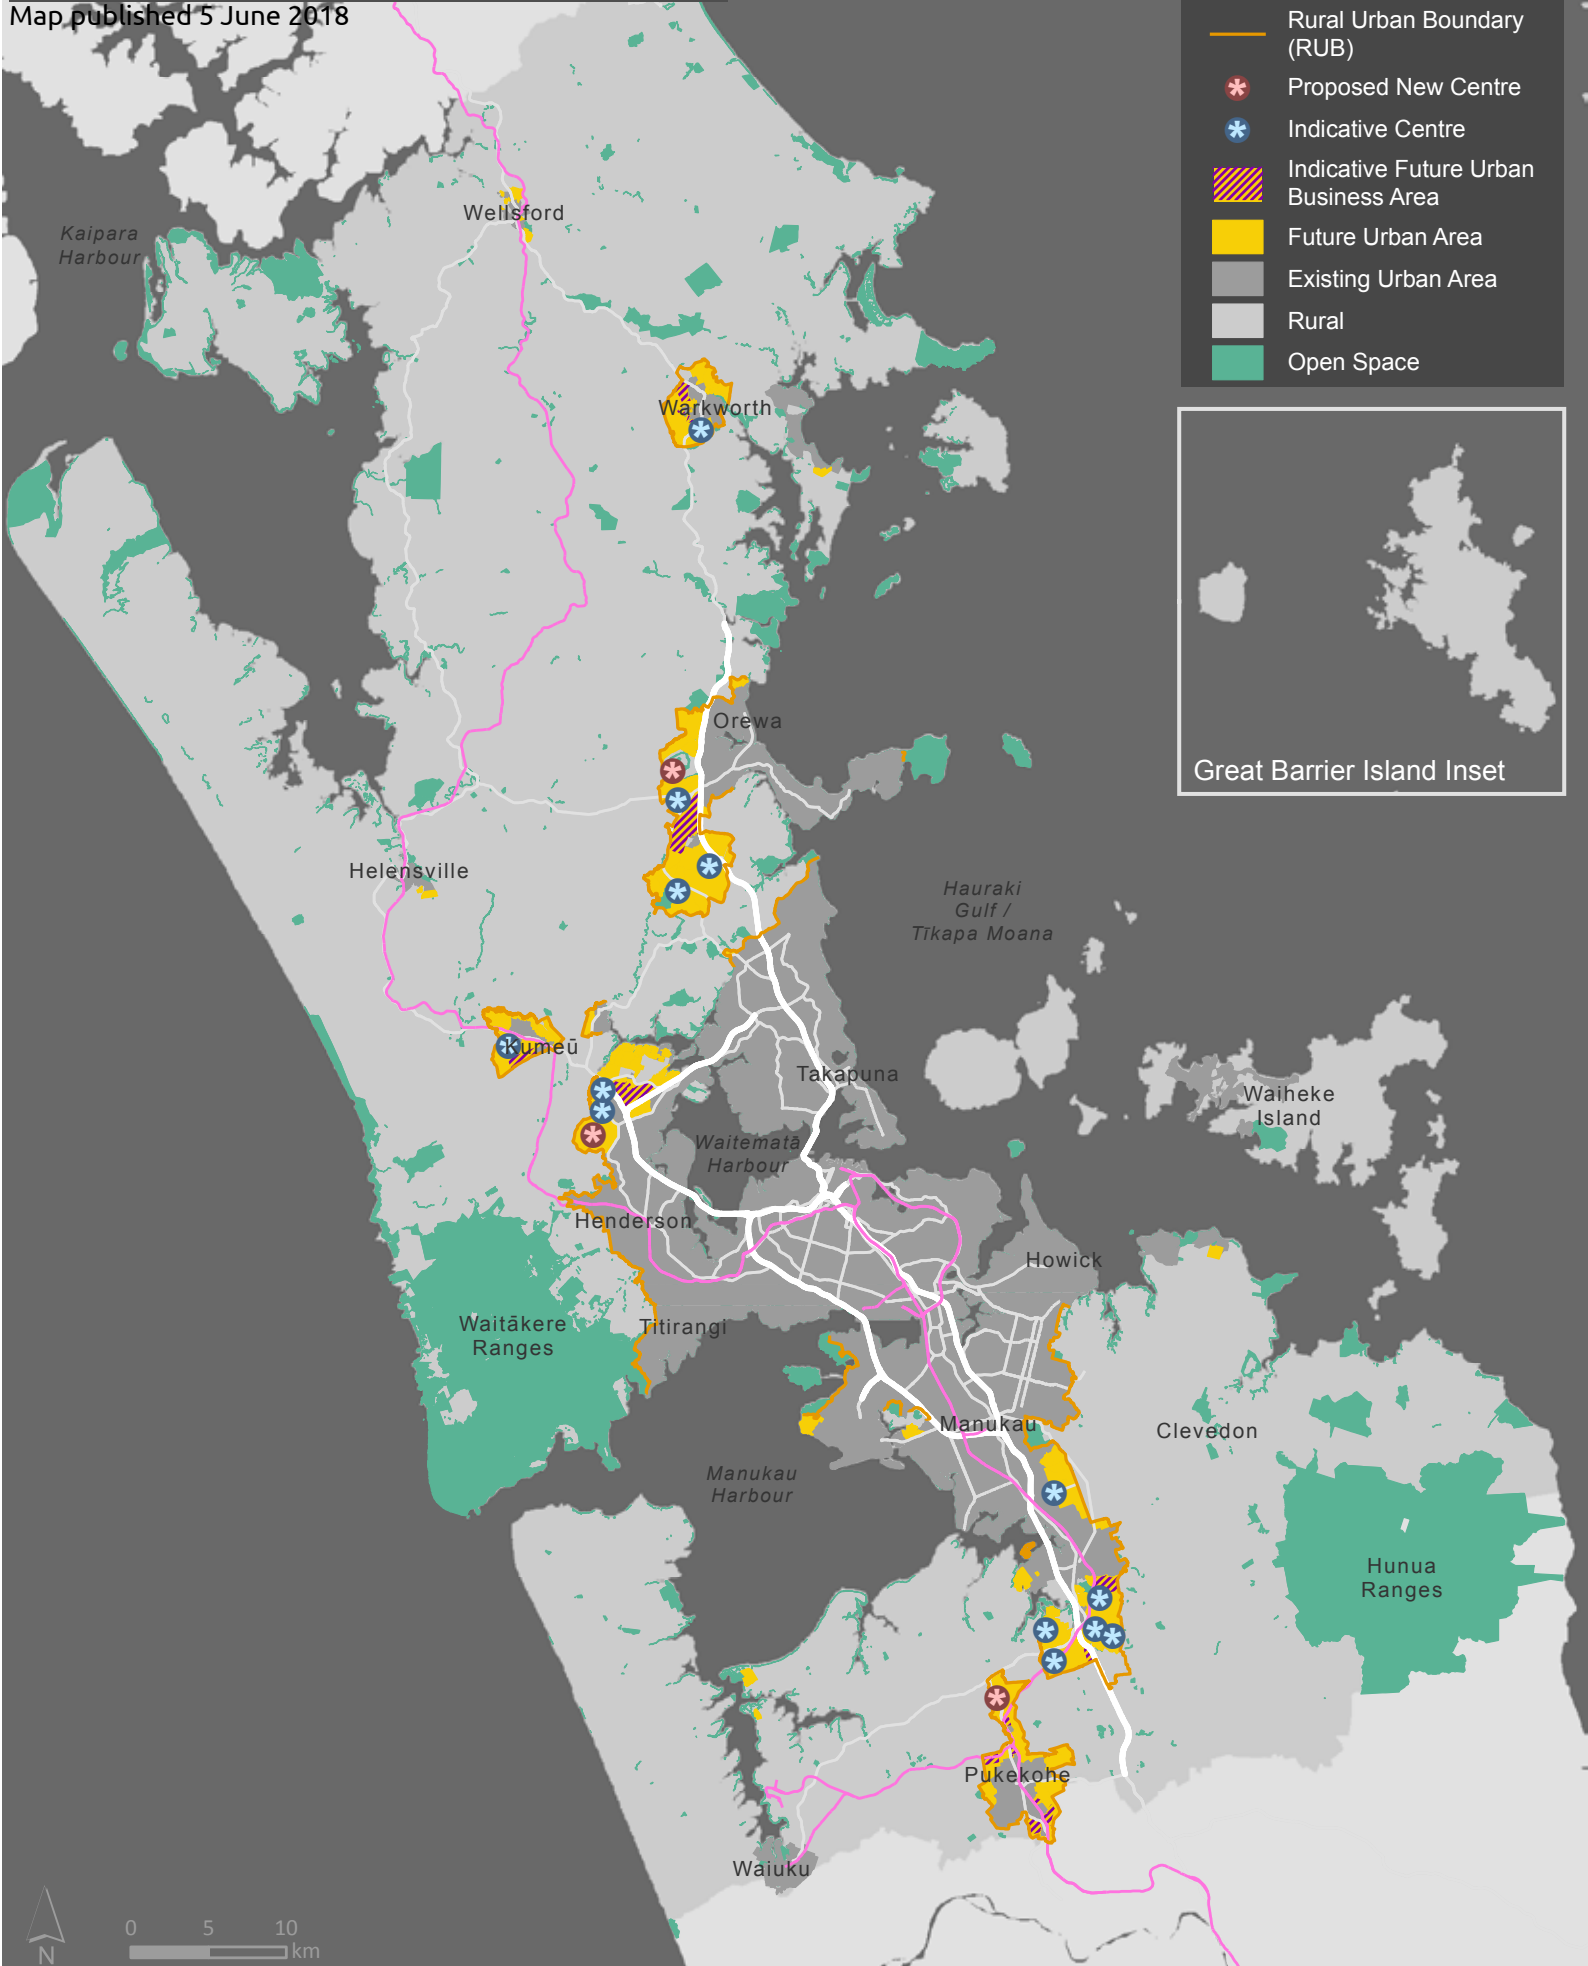 Map published 5 June 2018
Rural Urban Boundary
(RUB)
Proposed New Centre
Indicative Centre
Indicative Future Urban
Business Area
Future Urban Area
Existing Urban Area
Rural
Open Space
Wellsford
Kaipara
Harbour
Warkworth
Orewa
Great Barrier Island Inset
Helensville
Hauraki
Gulf /
Tīkapa Moana
Kumeū
Takapuna
Waiheke
Island
Waitematā
Harbour
Henderson
Howick
Waitākere
Ranges
Titirangi
Manukau
Clevedon
Manukau
Harbour
Hunua
Ranges
Pukekohe
Waiuku
0 5 10
km
N